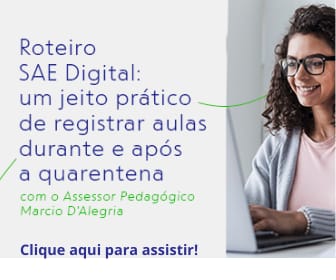 Roteiro
SAE Digital:
um jeito prático
de registrar aulas
durante e após
a quarentena
com o Assessor Pedagógico
Marcio D'Alegria
Clique aqui para assistir!